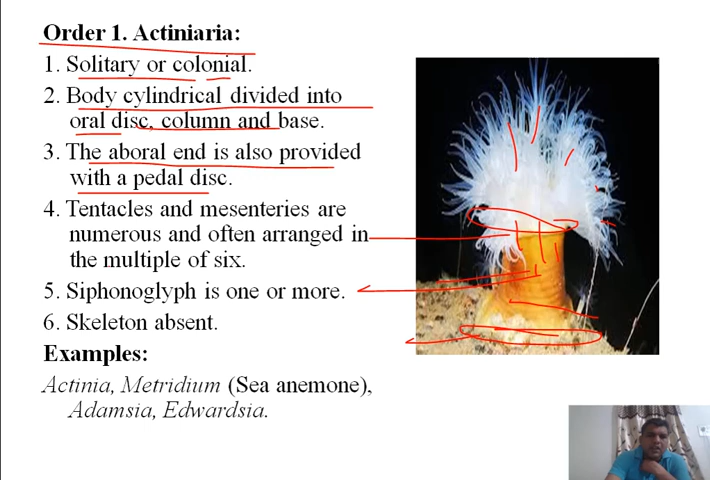 Order 1. Actiniaria:
1. Solitary or colonial.
2. Body cylindrical divided into
oral disc, column and base.
3. The aboral end is also provided
with a pedal disc.
4. Tentacles and mesenteries are
numerous and often arranged in
the multiple of six.
5. Siphonoglyph is one or more.
6. Skeleton absent.
Examples:
Actinia, Metridium (Sea anemone),
Adamsia, Edwardsia.